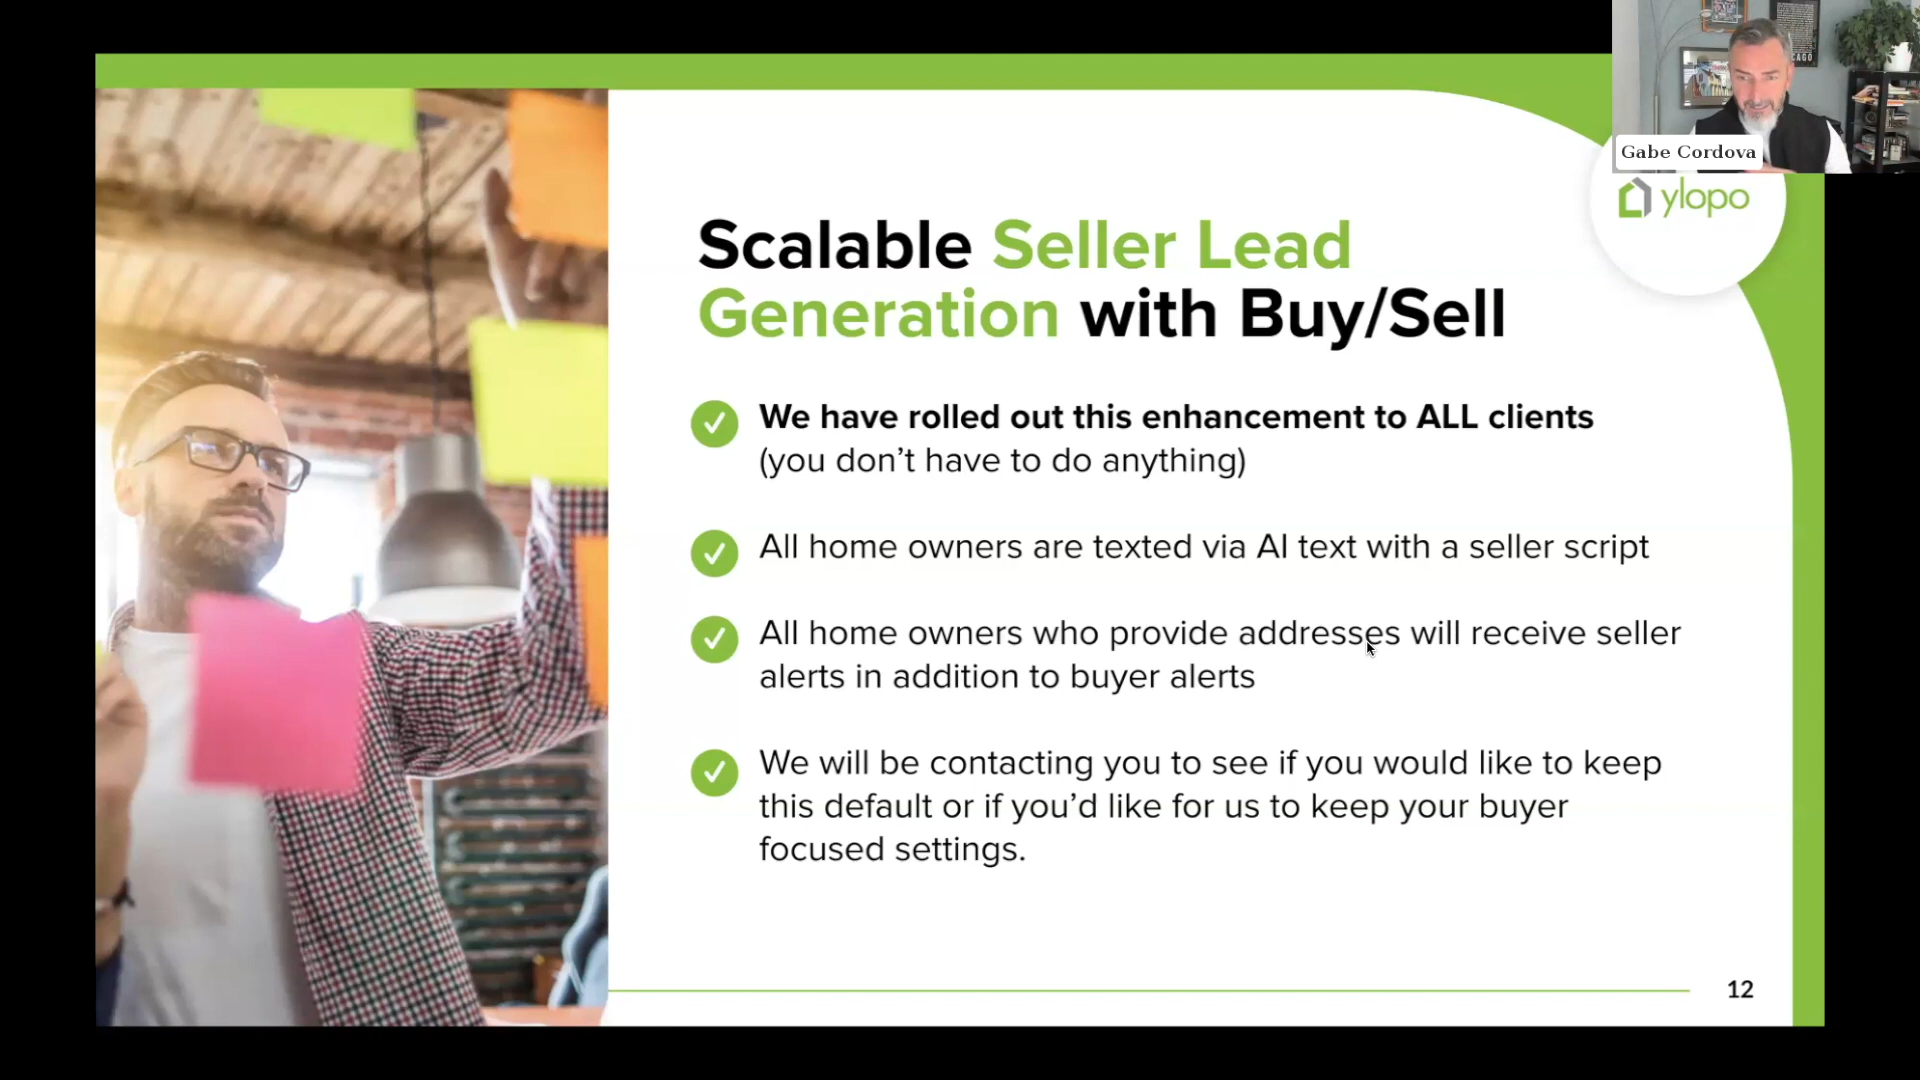 CAGO
Gabe Cordova
ylopo
Scalable Seller Lead
Generation with Buy/Sell
We have rolled out this enhancement to ALL clients
(you don’t have to do anything)
All home owners are texted via AI text with a seller script
All home owners who provide addresses will receive seller
alerts in addition to buyer alerts
We will be contacting you to see if you would like to keep
this default or if you’d like for us to keep your buyer
focused settings.
12